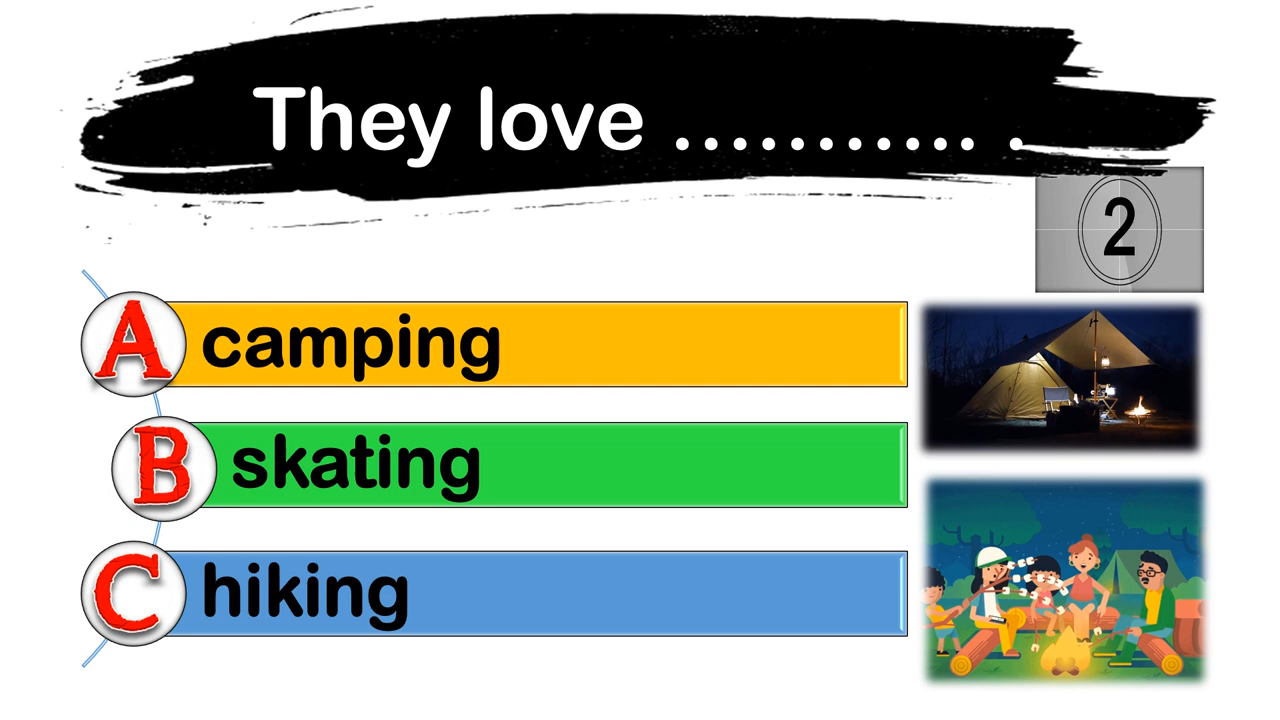 They love ........... .
2
A camping
B skating
C hiking